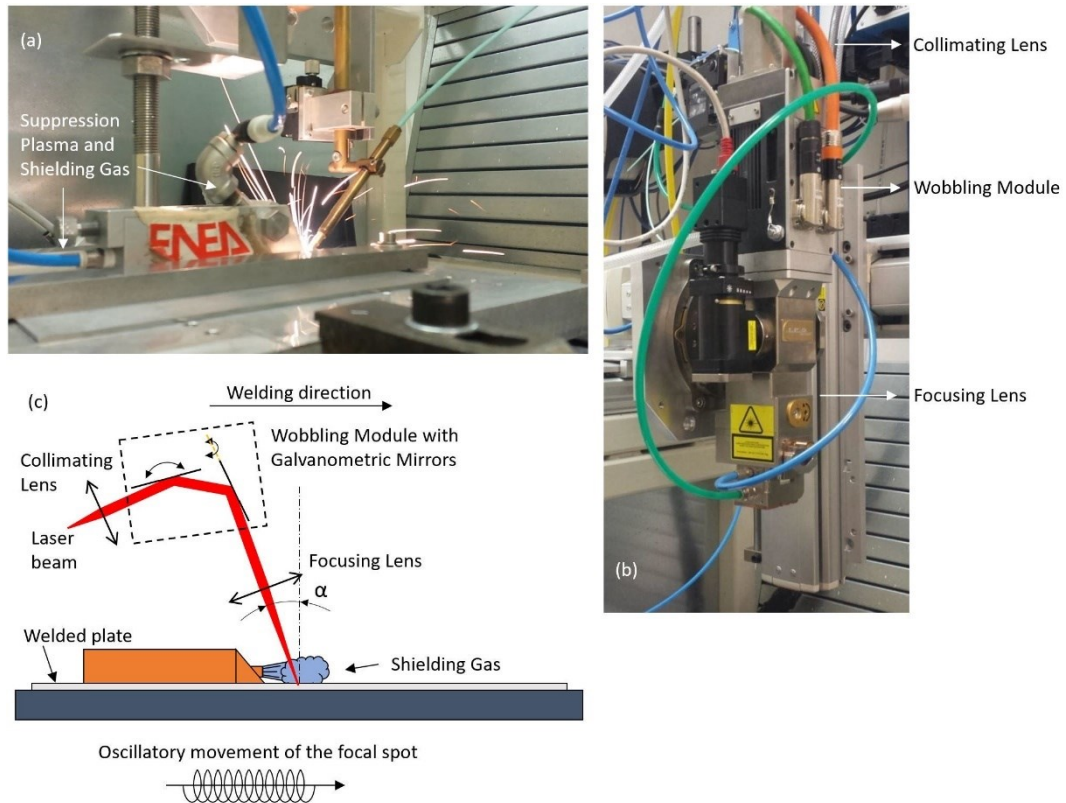 (a)
Suppression
Plasma and
Shielding Gas
ENEA
Collimating Lens
Wobbling Module
Focusing Lens
(b)
(c)
Welding direction
Wobbling Module with
Galvanometric Mirrors
Collimating
Lens
Laser
beam
Focusing Lens
α
Welded plate
Shielding Gas
Oscillatory movement of the focal spot